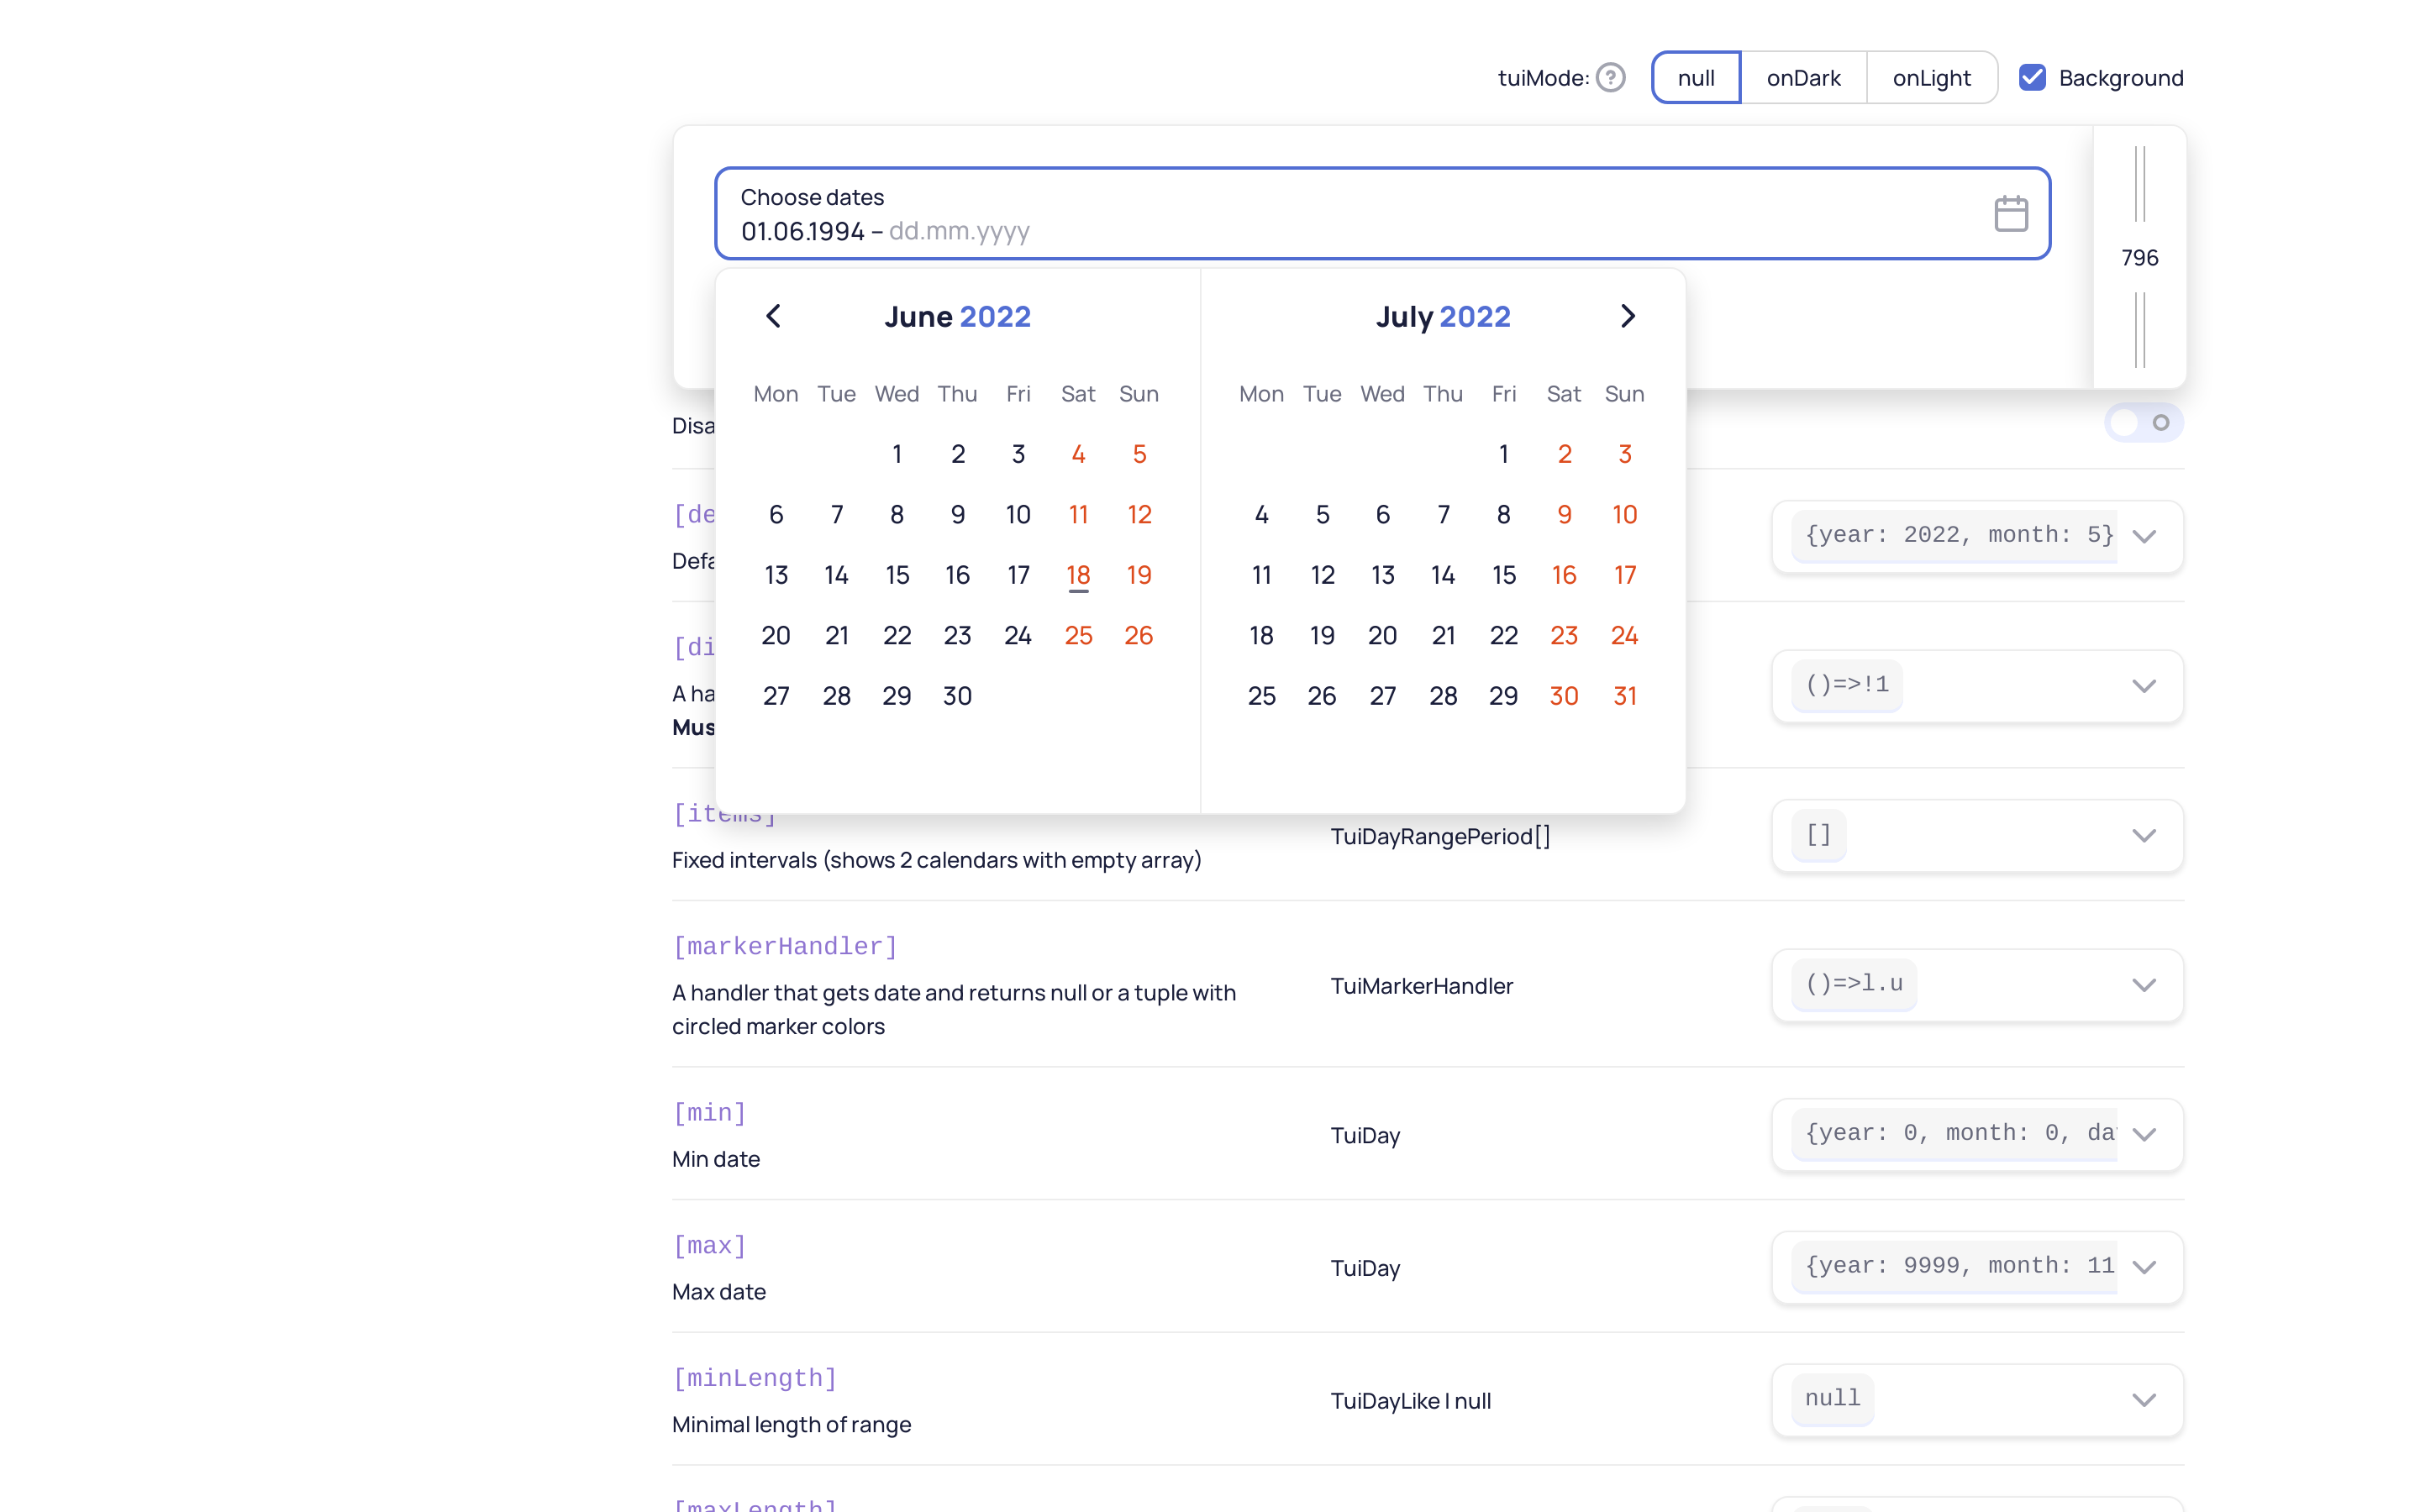 tuiMode: ? null onDark onLight Background
Choose dates
01.06.1994 – dd.mm.yyyy
796
June 2022
Mon Tue Wed Thu Fri Sat Sun
1 2 3 4 5
6 7 8 9 10 11 12
13 14 15 16 17 18 19
20 21 22 23 24 25 26
27 28 29 30
July 2022
Mon Tue Wed Thu Fri Sat Sun
1 2 3
4 5 6 7 8 9 10
11 12 13 14 15 16 17
18 19 20 21 22 23 24
25 26 27 28 29 30 31
Disa
[de
Defa
{year: 2022, month: 5}
[di
A ha
Mus
()=>!1
[items]
Fixed intervals (shows 2 calendars with empty array)
TuiDayRangePeriod[]
[]
[markerHandler]
A handler that gets date and returns null or a tuple with
circled marker colors
TuiMarkerHandler
()=>l.u
[min]
Min date
TuiDay
{year: 0, month: 0, da
[max]
Max date
TuiDay
{year: 9999, month: 11
[minLength]
Minimal length of range
TuiDayLike | null
null
[maxLength]